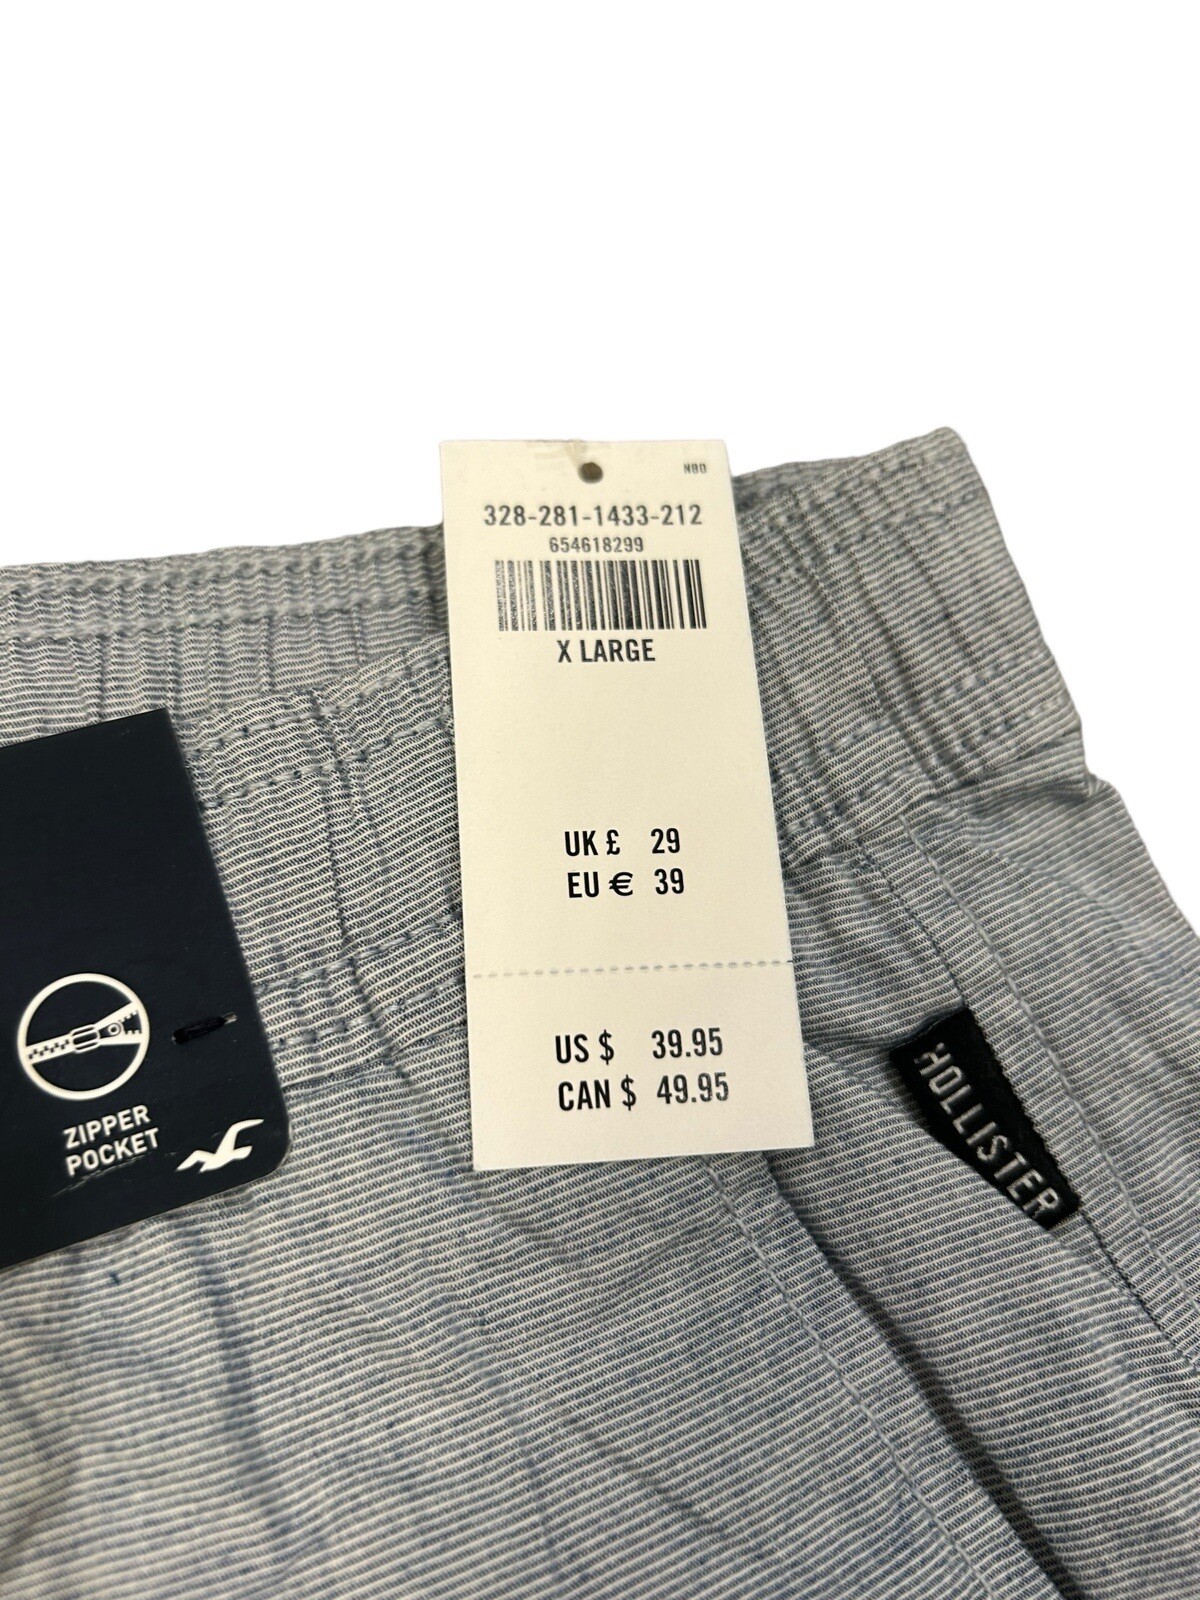 N80
328-281-1433-212
654618299
X LARGE
UK £ 29
EU € 39
US $ 39.95
CAN $ 49.95
ZIPPER
POCKET
HOLLISTER